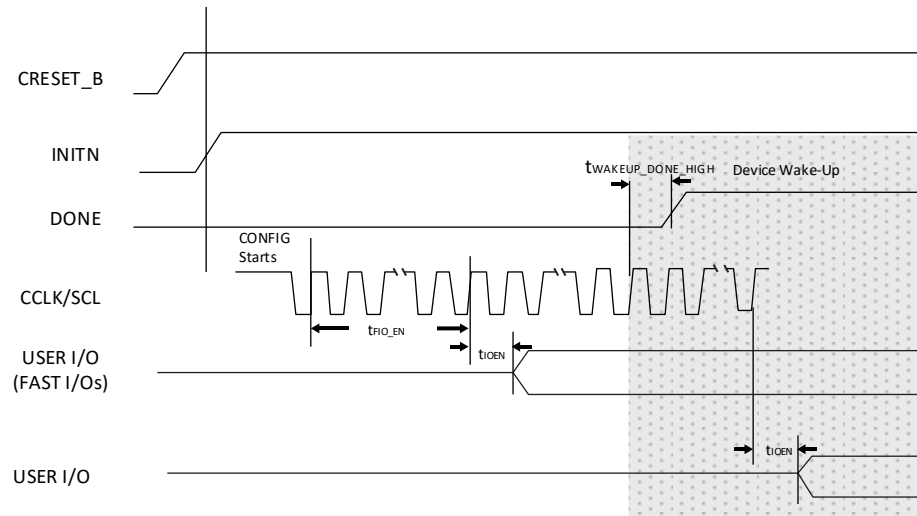 CRESET_B
INITN
tWAKEUP_DONE_HIGH
Device Wake-Up
DONE
CONFIG
Starts
CCLK/SCL
tFIO_EN
USER I/O
(FAST I/Os)
tIOEN
tIOEN
USER I/O